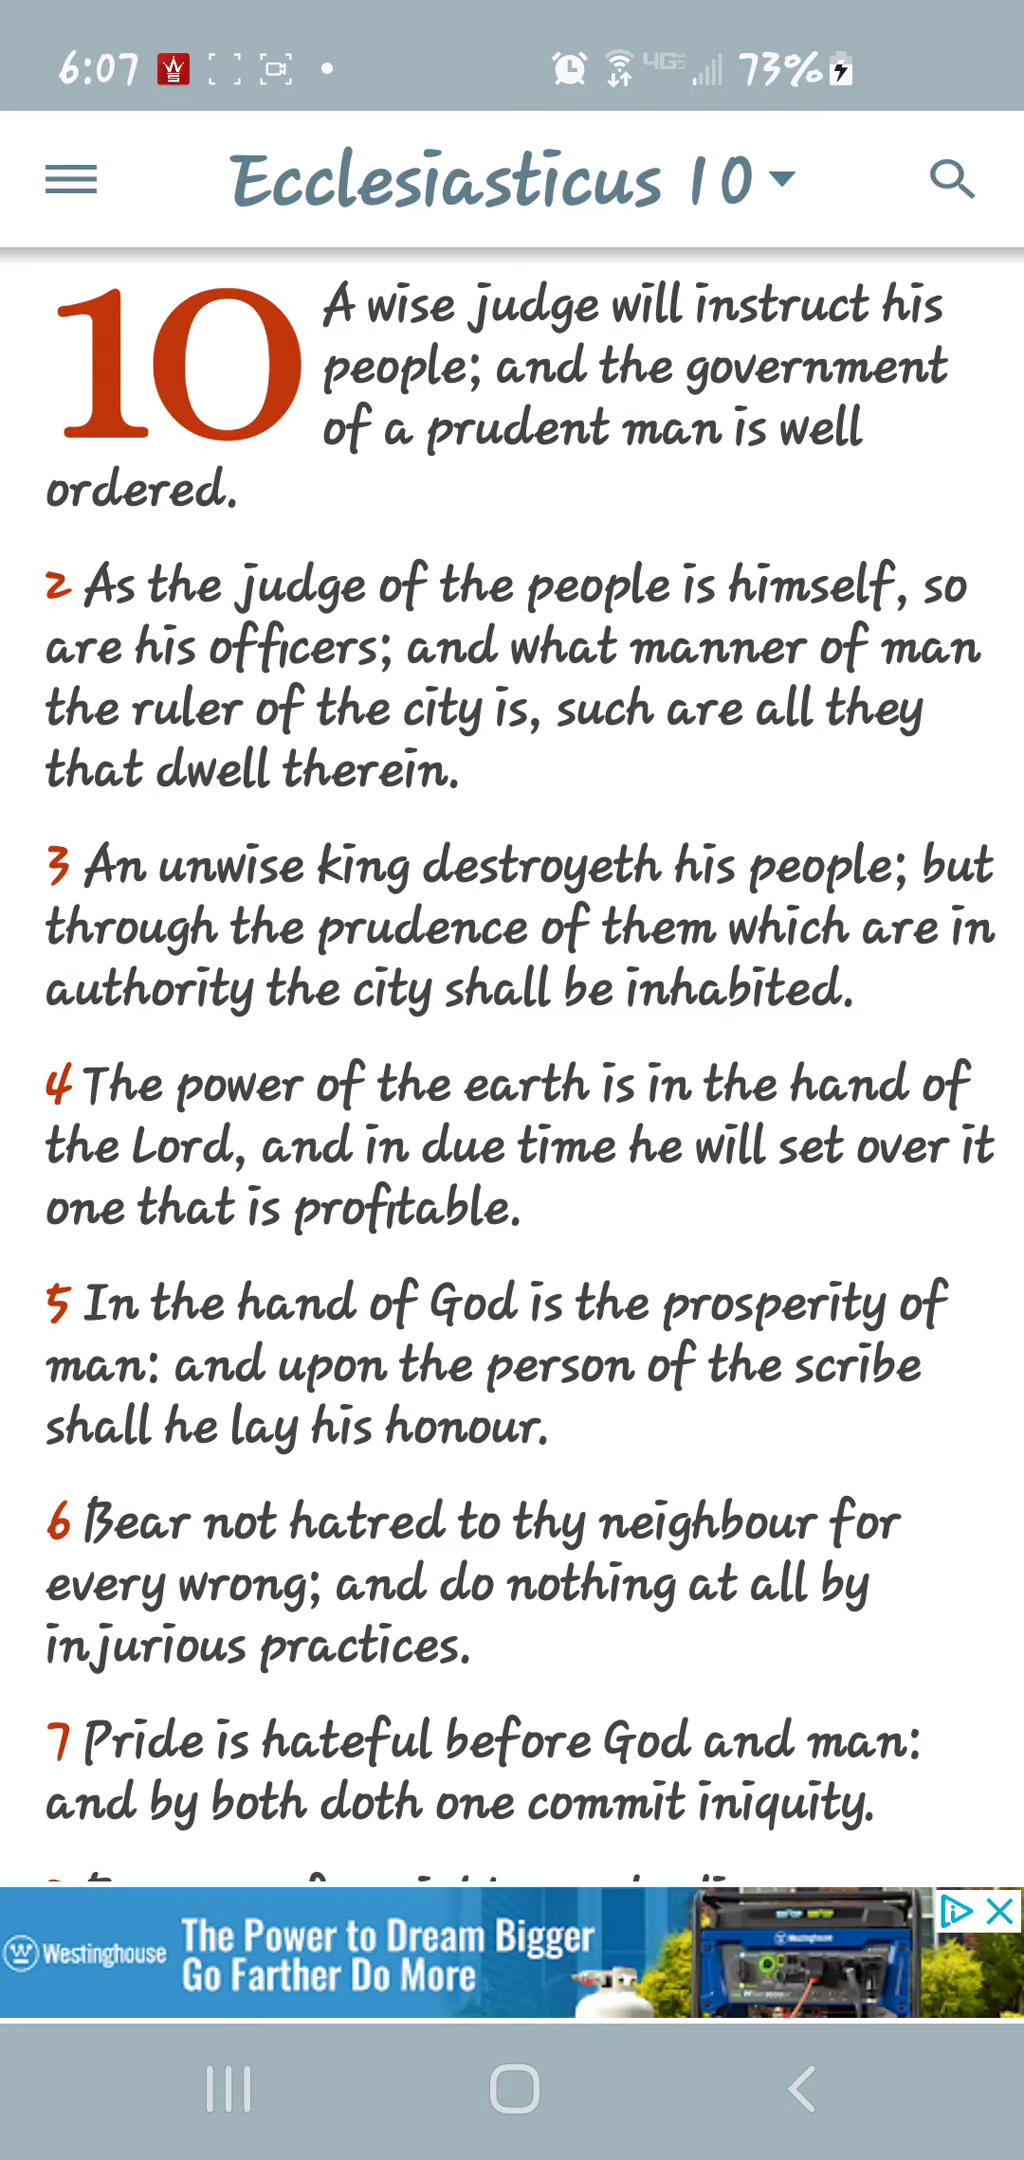 6:07 4G 73%
Ecclesiasticus 10
10 A wise judge will instruct his
people; and the government
of a prudent man is well
ordered.
2 As the judge of the people is himself, so
are his officers; and what manner of man
the ruler of the city is, such are all they
that dwell therein.
3 An unwise king destroyeth his people; but
through the prudence of them which are in
authority the city shall be inhabited.
4 The power of the earth is in the hand of
the Lord, and in due time he will set over it
one that is profitable.
5 In the hand of God is the prosperity of
man: and upon the person of the scribe
shall he lay his honour.
6 Bear not hatred to thy neighbour for
every wrong; and do nothing at all by
injurious practices.
7 Pride is hateful before God and man:
and by both doth one commit iniquity.
Westinghouse
The Power to Dream Bigger
Go Farther Do More
Westinghouse